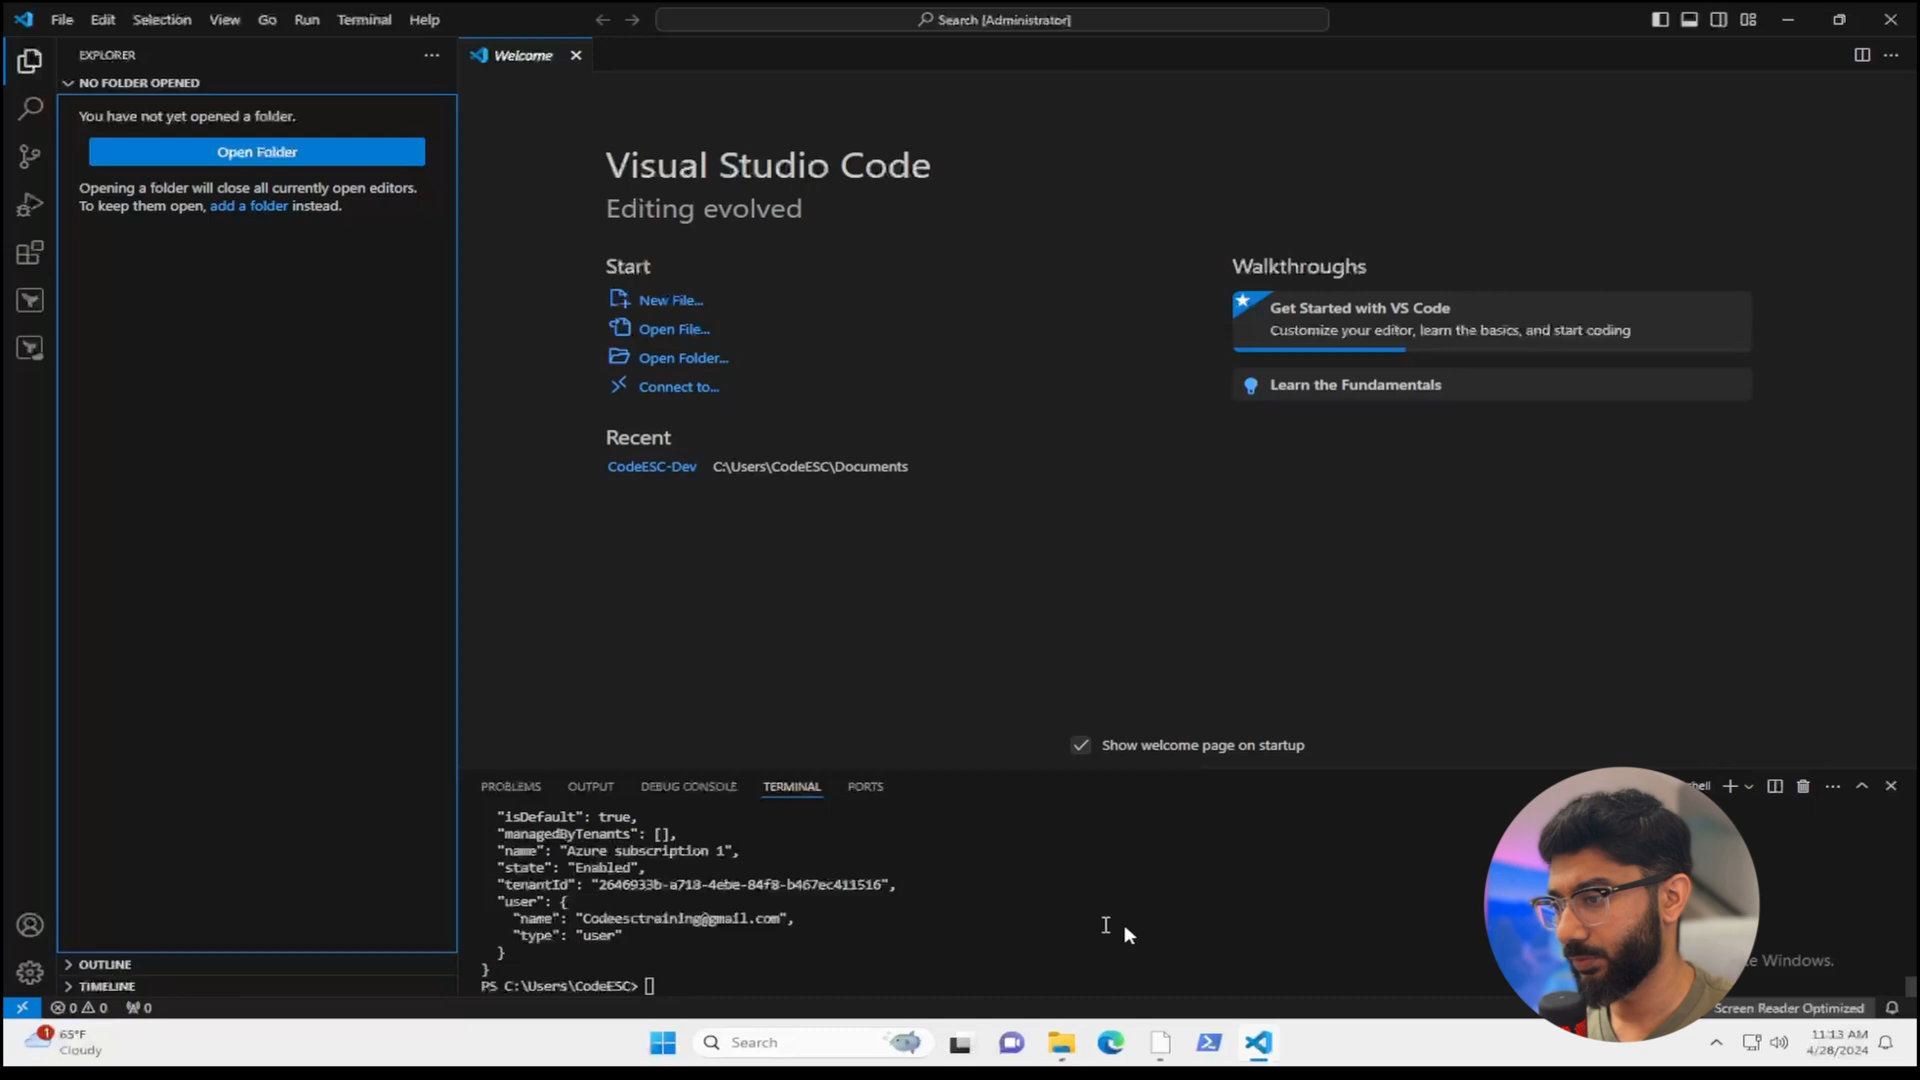 File Edit Selection View Go Run Terminal Help
Search [Administrator]
EXPLORER
Welcome
NO FOLDER OPENED
You have not yet opened a folder.
Open Folder
Opening a folder will close all currently open editors.
To keep them open, add a folder instead.
Visual Studio Code
Editing evolved
Start
New File...
Open File...
Open Folder...
Connect to...
Recent
CodeESC-Dev C:\Users\CodeESC\Documents
Walkthroughs
Get Started with VS Code
Customize your editor, learn the basics, and start coding
Learn the Fundamentals
Show welcome page on startup
PROBLEMS OUTPUT DEBUG CONSOLE TERMINAL PORTS
"isDefault": true,
"managedByTenants": [],
"name": "Azure subscription 1",
"state": "Enabled",
"tenantId": "2646933b-a718-4ebe-84f8-b467ec411516",
"user": {
"name": "Codeesctraining@gmail.com",
"type": "user"
}
}
PS C:\Users\CodeESC>
OUTLINE
TIMELINE
0 0 0
Windows.
Screen Reader Optimized
1
65°F
Cloudy
Search
11:13 AM
4/28/2024